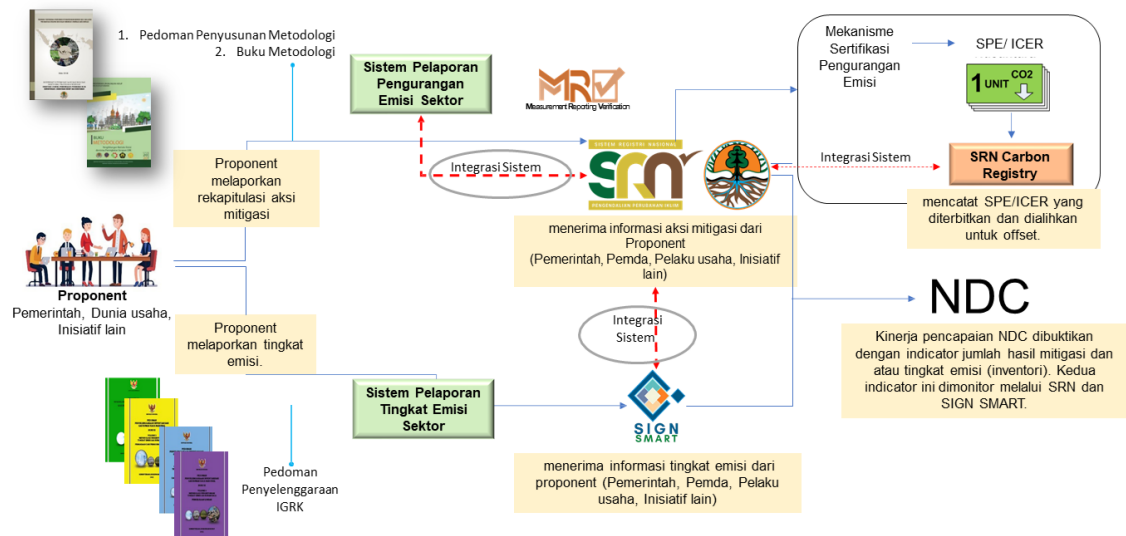 1. Pedoman Penyusunan Metodologi
2. Buku Metodologi
Sistem Pelaporan
Pengurangan
Emisi Sektor
MRV
Measurement Reporting Verification
Mekanisme
Sertifikasi
Pengurangan
Emisi
SPE/ ICER
1 UNIT CO2
Proponent
melaporkan
rekapitulasi aksi
mitigasi
Integrasi Sistem
SISTEM REGISTRI NASIONAL
SRN
PENGENDALIAN PERUBAHAN IKLIM
Integrasi Sistem
SRN Carbon
Registry
mencatat SPE/ICER yang
diterbitkan dan dialihkan
untuk offset.
menerima informasi aksi mitigasi dari
Proponent
(Pemerintah, Pemda, Pelaku usaha, Inisiatif
lain)
Proponent
Pemerintah, Dunia usaha,
Inisiatif lain
Proponent
melaporkan tingkat
emisi.
Integrasi
Sistem
NDC
Kinerja pencapaian NDC dibuktikan
dengan indicator jumlah hasil mitigasi dan
atau tingkat emisi (inventori). Kedua
indicator ini dimonitor melalui SRN dan
SIGN SMART.
Sistem Pelaporan
Tingkat Emisi
Sektor
SIGN
SMART
menerima informasi tingkat emisi dari
proponent (Pemerintah, Pemda, Pelaku
usaha, Inisiatif lain)
Pedoman
Penyelenggaraan
IGRK